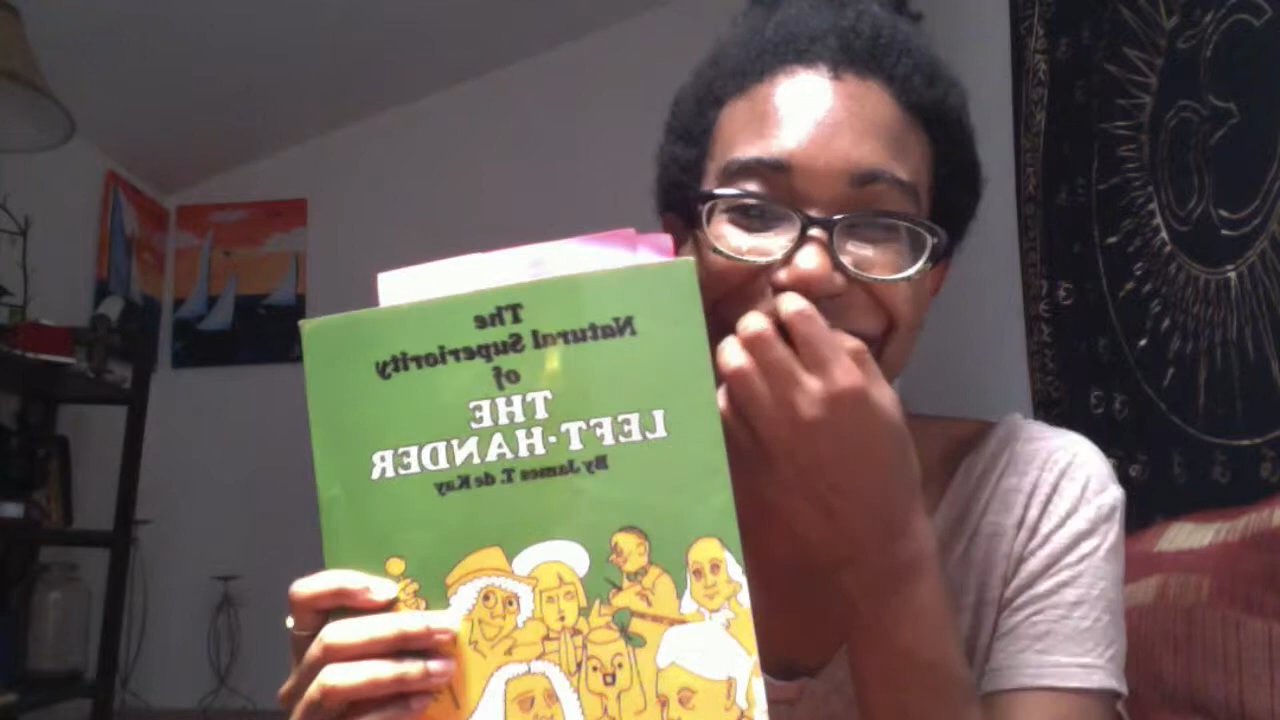 The
Natural Superiority
of
THE
LEFT-HANDER
By James T. de Kay